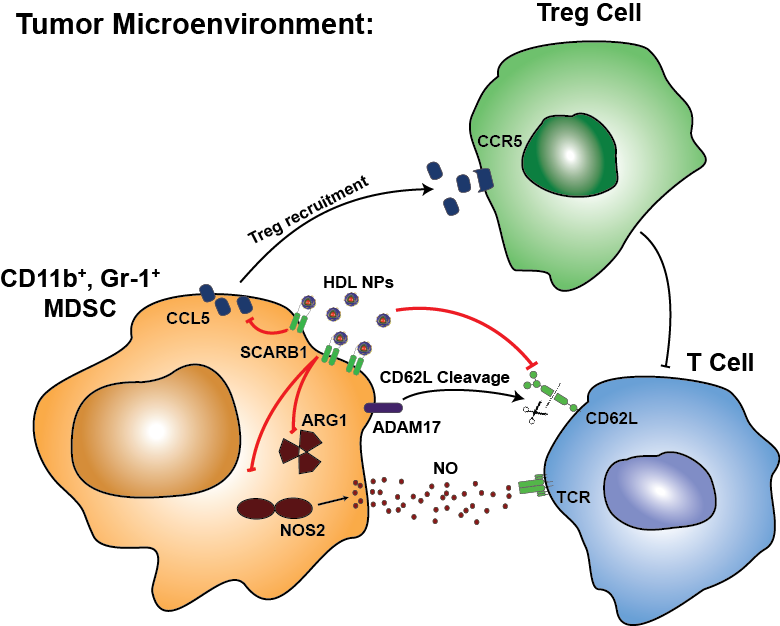 Tumor Microenvironment:
Treg Cell
CCR5
Treg recruitment
CD11b⁺, Gr-1⁺
MDSC
CCL5
HDL NPs
SCARB1
CD62L Cleavage
T Cell
ARG1
ADAM17
CD62L
NO
TCR
NOS2